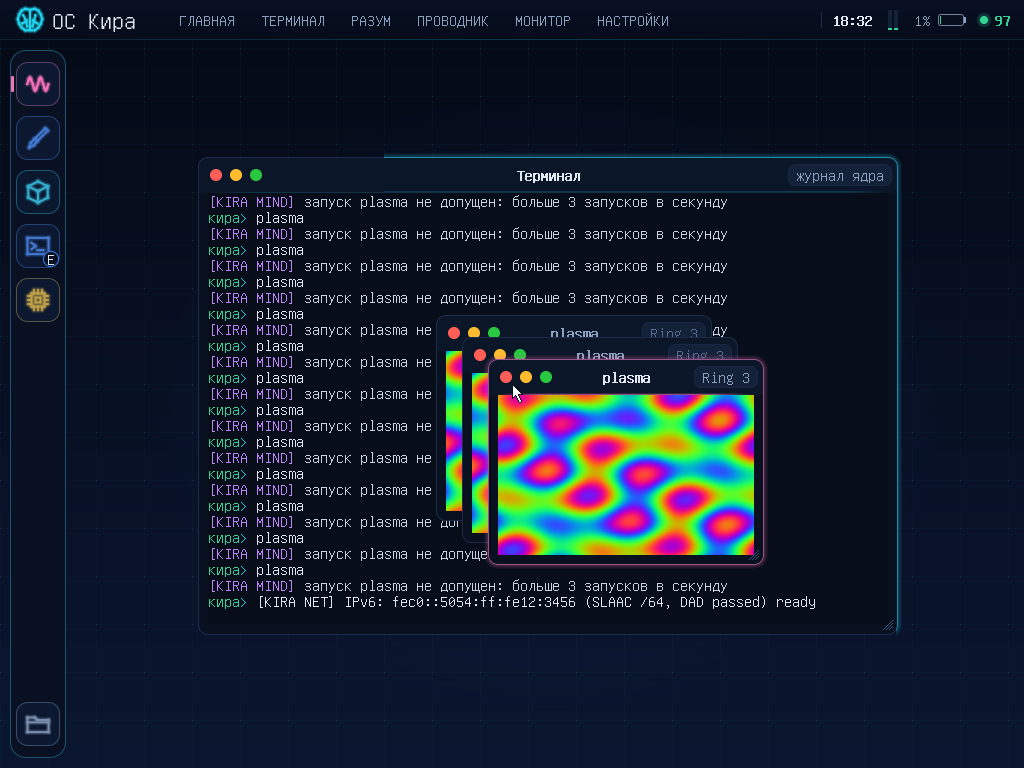 ОС Кира
ГЛАВНАЯ ТЕРМИНАЛ РАЗУМ ПРОВОДНИК МОНИТОР НАСТРОЙКИ
18:32 1% 97
E
Терминал
журнал ядра
[KIRA MIND] запуск plasma не допущен: больше 3 запусков в секунду
кира> plasma
[KIRA MIND] запуск plasma не допущен: больше 3 запусков в секунду
кира> plasma
[KIRA MIND] запуск plasma не допущен: больше 3 запусков в секунду
кира> plasma
[KIRA MIND] запуск plasma не допущен: больше 3 запусков в секунду
кира> plasma
[KIRA MIND] запуск plasma не
кира> plasma
[KIRA MIND] запуск plasma не
кира> plasma
[KIRA MIND] запуск plasma не
кира> plasma
[KIRA MIND] запуск plasma не
кира> plasma
[KIRA MIND] запуск plasma не
кира> plasma
[KIRA MIND] запуск plasma не
кира> plasma
[KIRA MIND] запуск plasma не
кира> plasma
[KIRA MIND] запуск plasma не допуще
кира> plasma
[KIRA MIND] запуск plasma не допущен: больше 3 запусков в секунду
кира> [KIRA NET] IPv6: fec0::5054:ff:fe12:3456 (SLAAC /64, DAD passed) ready
plasma Ring 3
plasma Ring 3
plasma Ring 3